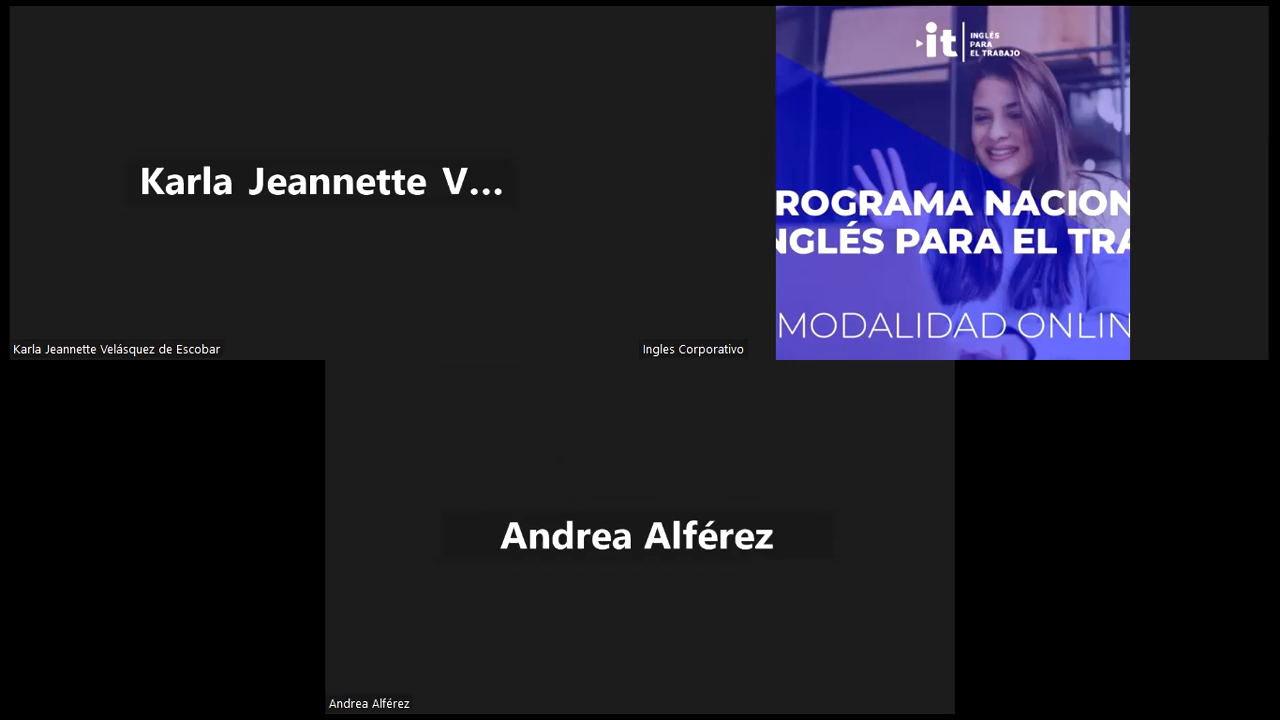 Karla Jeannette V...
Karla Jeannette Velásquez de Escobar
it
INGLÉS
PARA
EL TRABAJO
ROGRAMA NACION
NGLÉS PARA EL TRA
MODALIDAD ONLIN
Ingles Corporativo
Andrea Alférez
Andrea Alférez